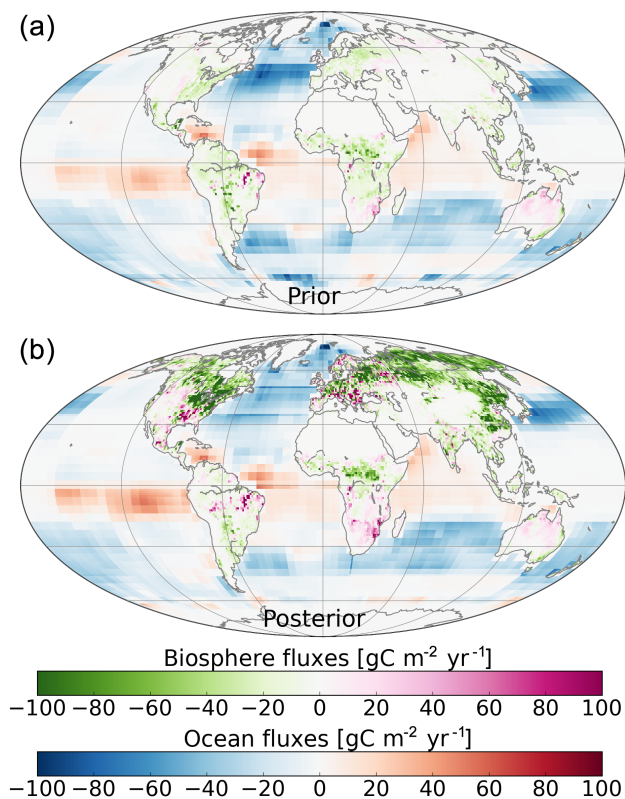 (a)
Prior
(b)
Posterior
Biosphere fluxes [gC m⁻² yr⁻¹]
−100 −80 −60 −40 −20 0 20 40 60 80 100
Ocean fluxes [gC m⁻² yr⁻¹]
−100 −80 −60 −40 −20 0 20 40 60 80 100